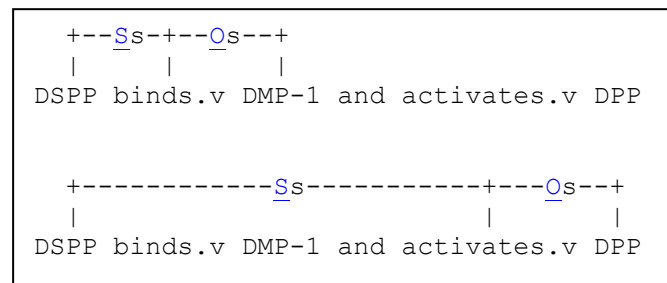 +--Ss-+--Os--+
| | |
DSPP binds.v DMP-1 and activates.v DPP
+------------Ss-----------+---Os--+
| | |
DSPP binds.v DMP-1 and activates.v DPP